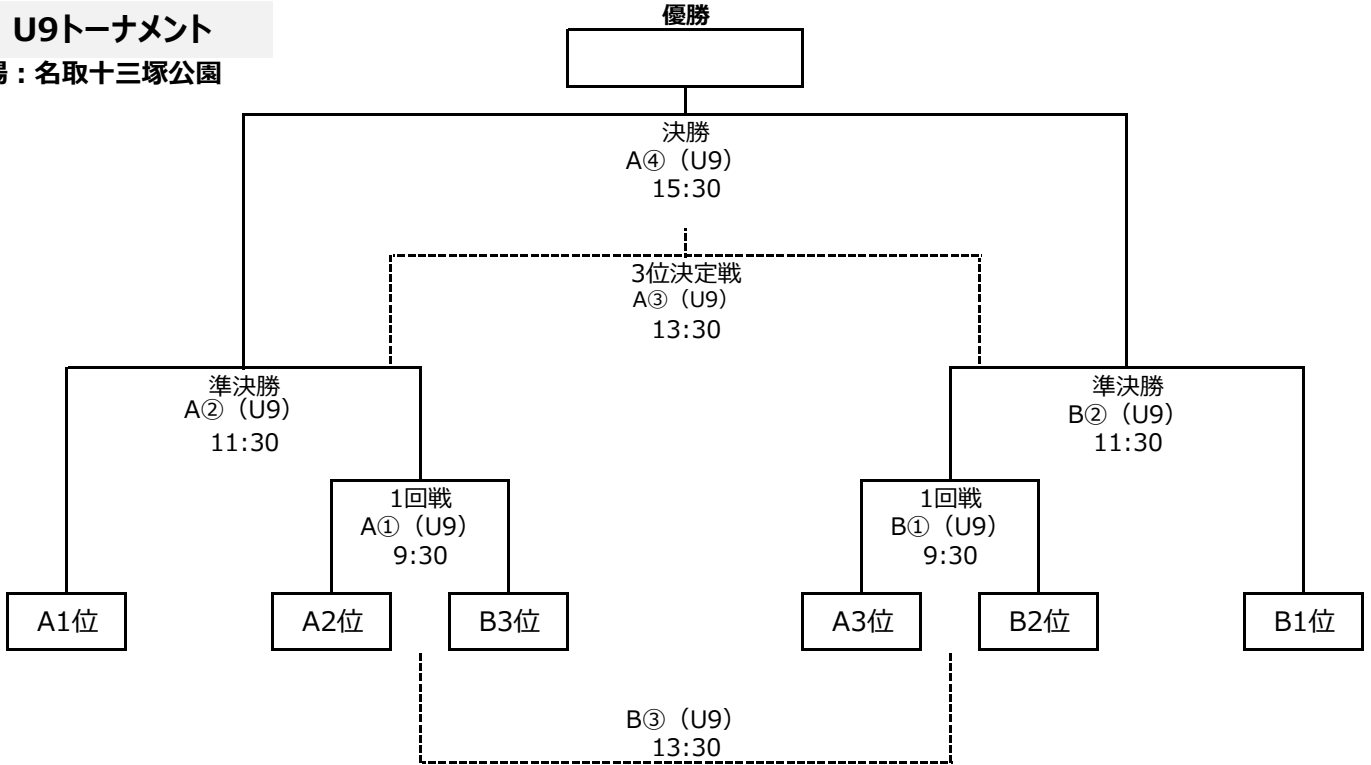 U9トーナメント
場：名取十三塚公園
優勝
決勝
A④（U9）
15:30
3位決定戦
A③（U9）
13:30
準決勝
A②（U9）
11:30
準決勝
B②（U9）
11:30
1回戦
A①（U9）
9:30
1回戦
B①（U9）
9:30
A1位
A2位
B3位
A3位
B2位
B1位
B③（U9）
13:30